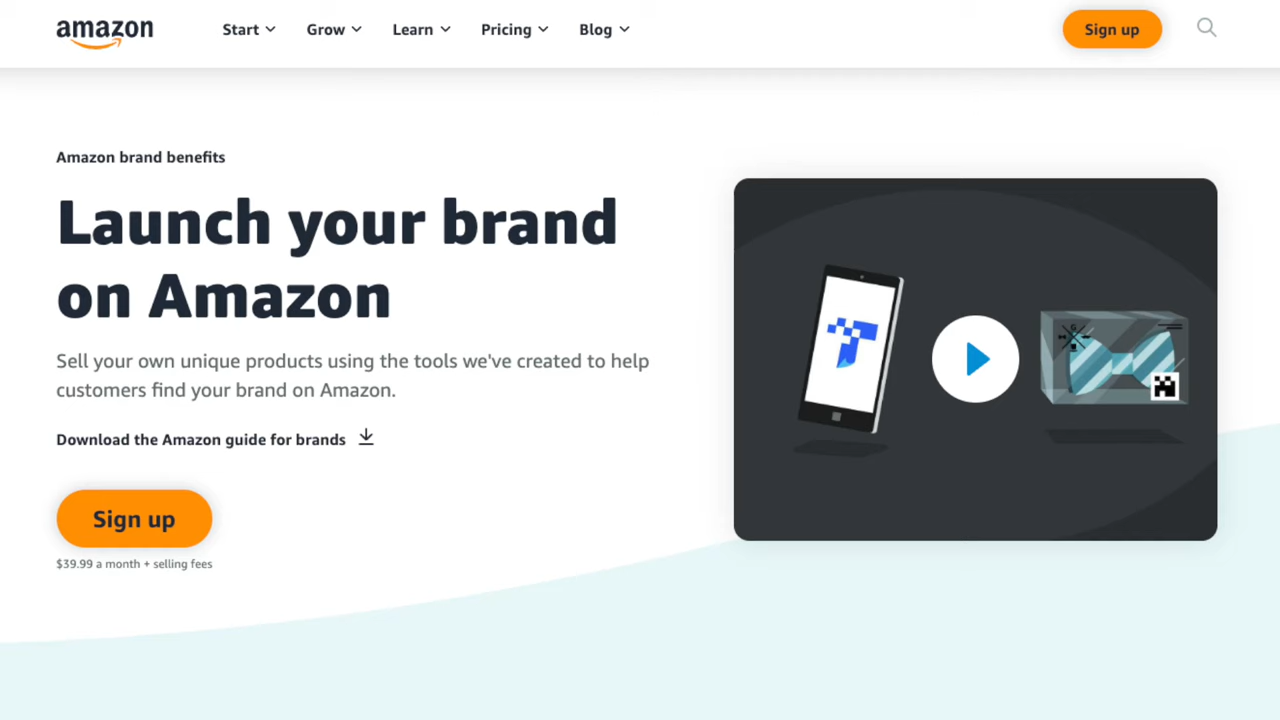 amazon
Start
Grow
Learn
Pricing
Blog
Sign up
Amazon brand benefits
Launch your brand
on Amazon
Sell your own unique products using the tools we've created to help
customers find your brand on Amazon.
Download the Amazon guide for brands
Sign up
$39.99 a month + selling fees